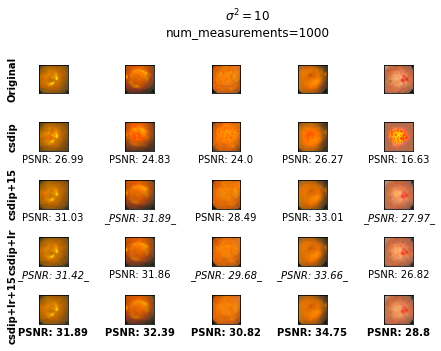 σ² = 10
num_measurements=1000
Original
csdip
PSNR: 26.99 PSNR: 24.83 PSNR: 24.0 PSNR: 26.27 PSNR: 16.63
csdip+15
PSNR: 31.03 _PSNR: 31.89_ PSNR: 28.49 PSNR: 33.01 _PSNR: 27.97_
csdip+lr
_PSNR: 31.42_ PSNR: 31.86 _PSNR: 29.68_ _PSNR: 33.66_ PSNR: 26.82
csdip+lr+15
PSNR: 31.89 PSNR: 32.39 PSNR: 30.82 PSNR: 34.75 PSNR: 28.8